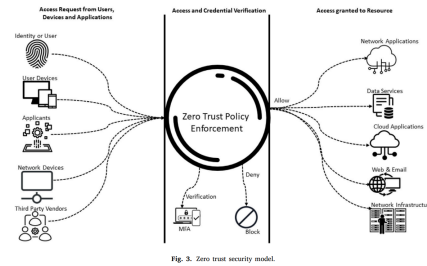 Access Request from Users,
Devices and Applications
Access and Credential Verification
Access granted to Resource
Identity or User
User Devices
Applicants
Network Devices
Third Party Vendors
Zero Trust Policy
Enforcement
Verification
MFA
Deny
Block
Allow
Network Applications
Data Services
Cloud Applications
Web & Email
Network Infrastructu
Fig. 3. Zero trust security model.